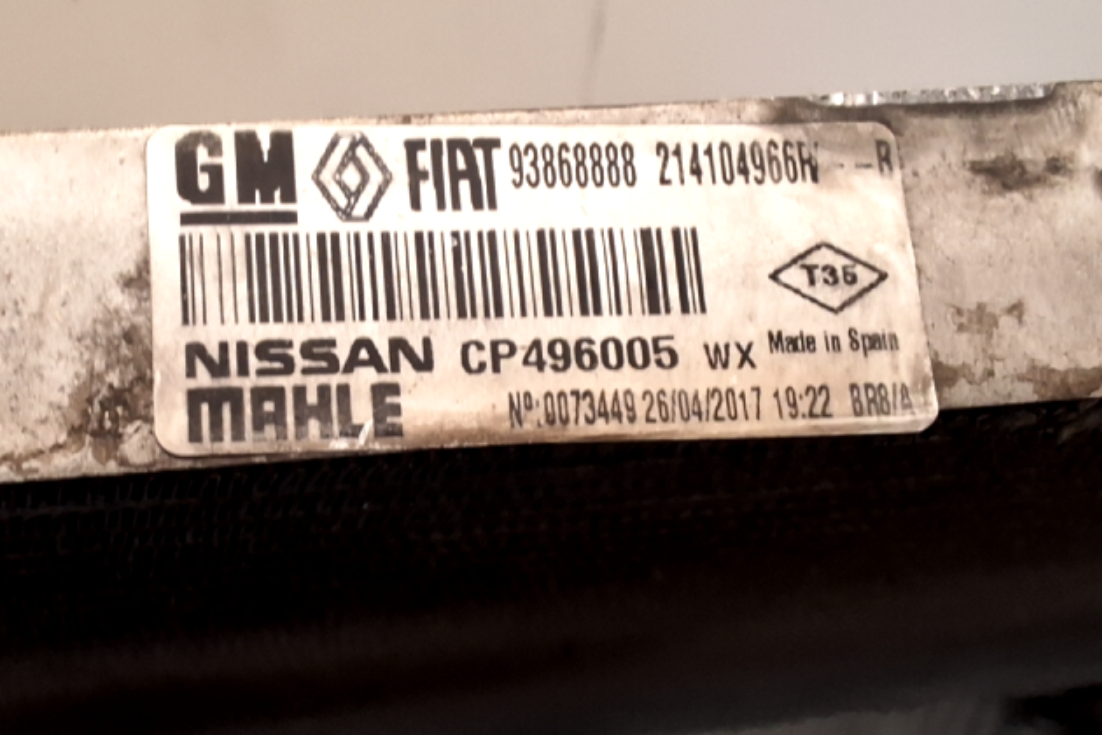 GM FIAT 93868888 214104966R --R
T35
NISSAN CP496005 WX Made in Spain
MAHLE Nº:0073449 26/04/2017 19:22 BR8/A